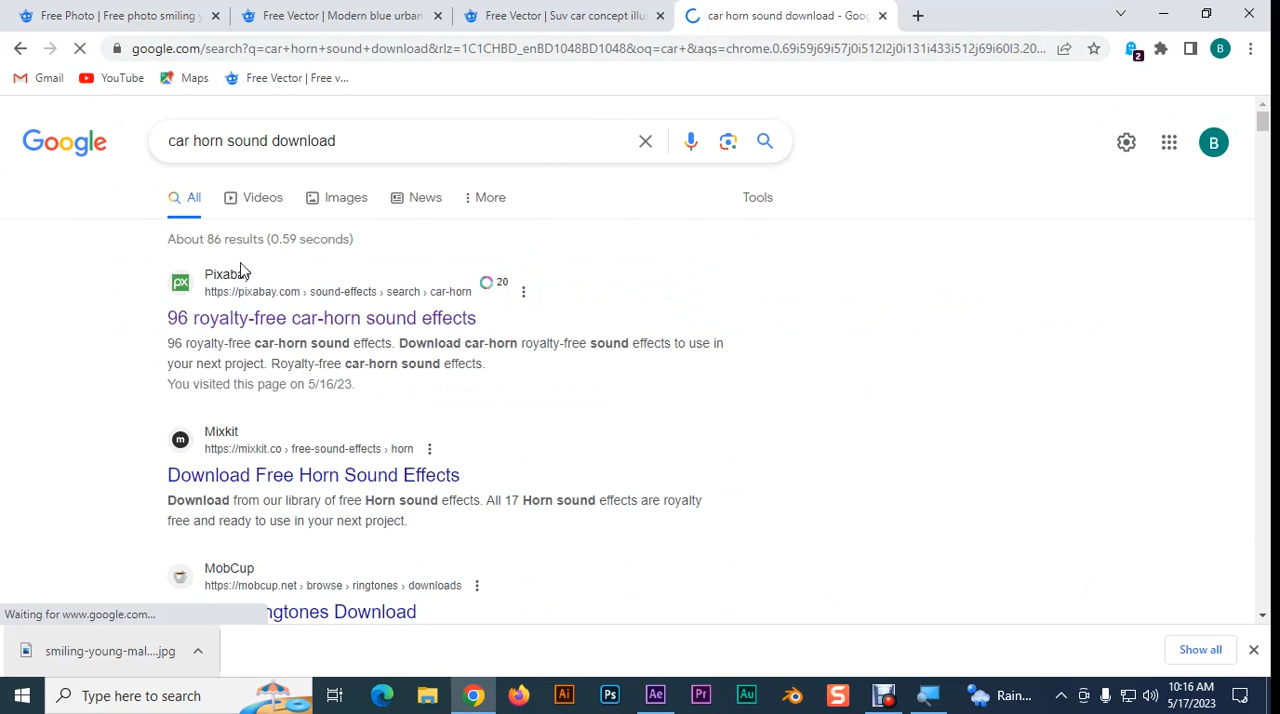 Free Photo | Free photo smiling y
Free Vector | Modern blue urban
Free Vector | Suv car concept illus
car horn sound download - Goog
google.com/search?q=car+horn+sound+download&rlz=1C1CHBD_enBD1048BD1048&oq=car+&aqs=chrome.0.69i59j69i57j0i512l2j0i131i433i512j69i60l3.20...
2
B
Gmail
YouTube
Maps
Free Vector | Free v...
Google
car horn sound download
B
All
Videos
Images
News
More
Tools
About 86 results (0.59 seconds)
px
Pixabay
https://pixabay.com › sound-effects › search › car-horn
20
96 royalty-free car-horn sound effects
96 royalty-free car-horn sound effects. Download car-horn royalty-free sound effects to use in
your next project. Royalty-free car-horn sound effects.
You visited this page on 5/16/23.
m
Mixkit
https://mixkit.co › free-sound-effects › horn
Download Free Horn Sound Effects
Download from our library of free Horn sound effects. All 17 Horn sound effects are royalty
free and ready to use in your next project.
MobCup
https://mobcup.net › browse › ringtones › downloads
Waiting for www.google.com...
ngtones Download
smiling-young-mal....jpg
Show all
Type here to search
Ai
Ps
Ae
Pr
Au
S
Rain...
10:16 AM
5/17/2023